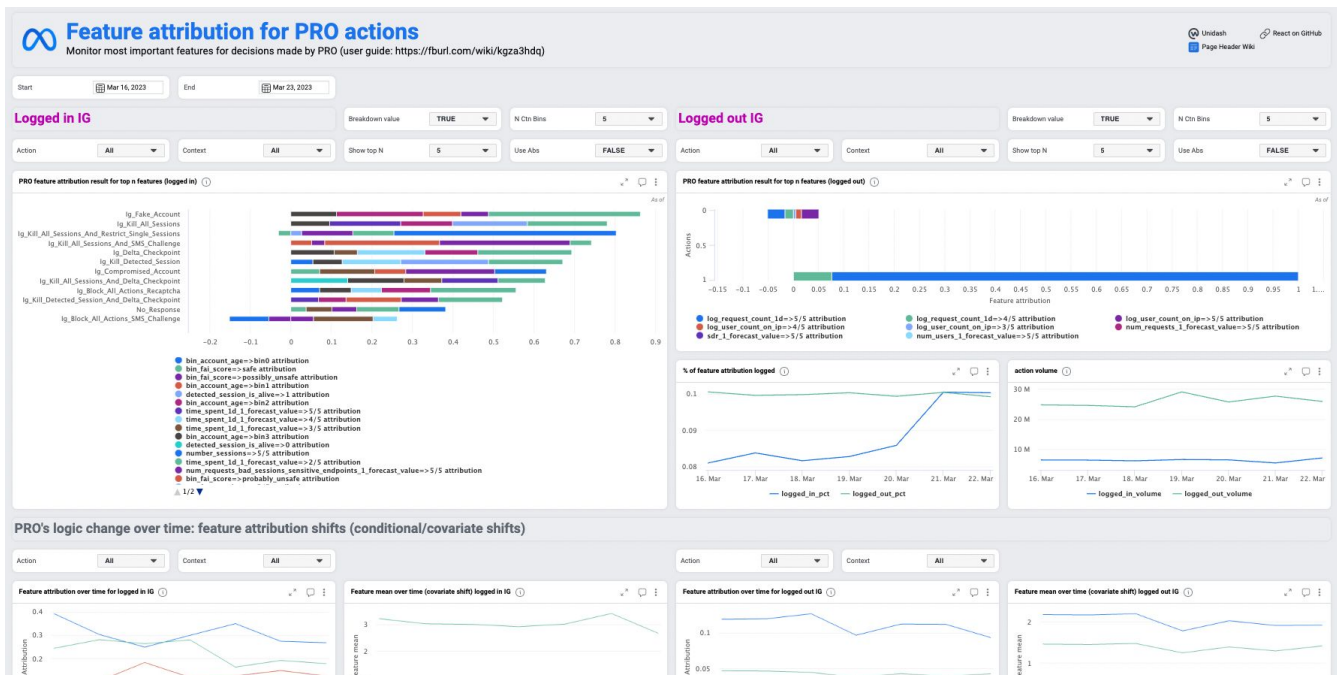 Feature attribution for PRO actions
Monitor most important features for decisions made by PRO (user guide: https://fburl.com/wiki/kgza3hdq)
Unidash
React on GitHub
Page Header Wiki
Start
Mar 16, 2023
End
Mar 23, 2023
Logged in IG
Breakdown value
TRUE
N Ctn Bins
5
Logged out IG
Breakdown value
TRUE
N Ctn Bins
5
Action
All
Context
All
Show top N
5
Use Abs
FALSE
Action
All
Context
All
Show top N
5
Use Abs
FALSE
PRO feature attribution result for top n features (logged in)
As of
Ig_Fake_Account
Ig_Kill_All_Sessions
Ig_Kill_All_Sessions_And_Restrict_Single_Sessions
Ig_Kill_All_Sessions_And_SMS_Challenge
Ig_Delta_Checkpoint
Ig_Kill_Detected_Session
Ig_Compromised_Account
Ig_Kill_All_Sessions_And_Delta_Checkpoint
Ig_Block_All_Actions_Recaptcha
Ig_Kill_Detected_Session_And_Delta_Checkpoint
No_Response
Ig_Block_All_Actions_SMS_Challenge
-0.2 -0.1 0 0.1 0.2 0.3 0.4 0.5 0.6 0.7 0.8 0.9
bin_account_age=>bin0 attribution
bin_fai_score=>safe attribution
bin_fai_score=>possibly_unsafe attribution
bin_account_age=>bin1 attribution
detected_session_is_alive=>1 attribution
bin_account_age=>bin2 attribution
time_spent_1d_1_forecast_value=>5/5 attribution
time_spent_1d_1_forecast_value=>4/5 attribution
time_spent_1d_1_forecast_value=>3/5 attribution
bin_account_age=>bin3 attribution
detected_session_is_alive=>0 attribution
number_sessions=>5/5 attribution
time_spent_1d_1_forecast_value=>2/5 attribution
num_requests_bad_sessions_sensitive_endpoints_1_forecast_value=>5/5 attribution
bin_fai_score=>probably_unsafe attribution
1/2
PRO feature attribution result for top n features (logged out)
As of
Actions
0
0.5
1
-0.15 -0.1 -0.05 0 0.05 0.1 0.15 0.2 0.25 0.3 0.35 0.4 0.45 0.5 0.55 0.6 0.65 0.7 0.75 0.8 0.85 0.9 0.95 1 1....
Feature attribution
log_request_count_1d=>5/5 attribution
log_request_count_1d=>4/5 attribution
log_user_count_on_ip=>5/5 attribution
log_user_count_on_ip=>4/5 attribution
log_user_count_on_ip=>3/5 attribution
num_requests_1_forecast_value=>5/5 attribution
sdr_1_forecast_value=>5/5 attribution
num_users_1_forecast_value=>5/5 attribution
% of feature attribution logged
0.1
0.09
0.08
16. Mar 17. Mar 18. Mar 19. Mar 20. Mar 21. Mar 22. Mar
logged_in_pct
logged_out_pct
action volume
30 M
20 M
10 M
16. Mar 17. Mar 18. Mar 19. Mar 20. Mar 21. Mar 22. Mar
logged_in_volume
logged_out_volume
PRO's logic change over time: feature attribution shifts (conditional/covariate shifts)
Action
All
Context
All
Action
All
Context
All
Feature attribution over time for logged in IG
0.4
0.3
0.2
Attribution
Feature mean over time (covariate shift) logged in IG
3
2
eature mean
Feature attribution over time for logged out IG
0.1
0.05
Attribution
Feature mean over time (covariate shift) logged out IG
2
1
eature mean